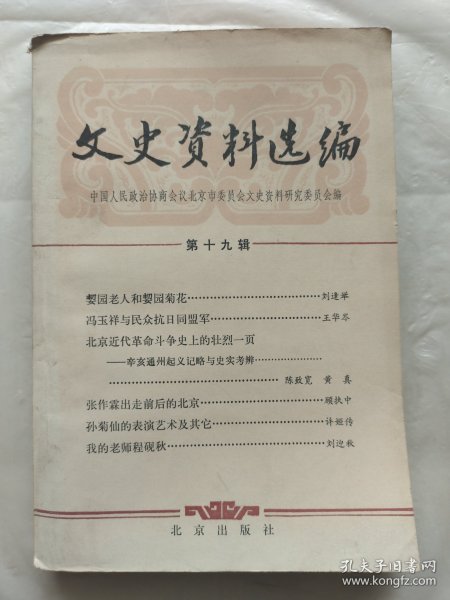 文史资料选编
中国人民政治协商会议北京市委员会文史资料研究委员会编
第十九辑
老人和 园菊花……………………………刘逢举
冯玉祥与民众抗日同盟军……………………王华岑
北京近代革命斗争史上的壮烈一页
——辛亥通州起义记略与史实考辨………………
……………………………………陈致宽 黄真
张作霖出走前后的北京………………………顾执中
孙菊仙的表演艺术及其它……………………许姬传
我的老师程砚秋………………………………刘迎秋
北京出版社
孔夫子旧书网
www.kongfz.com